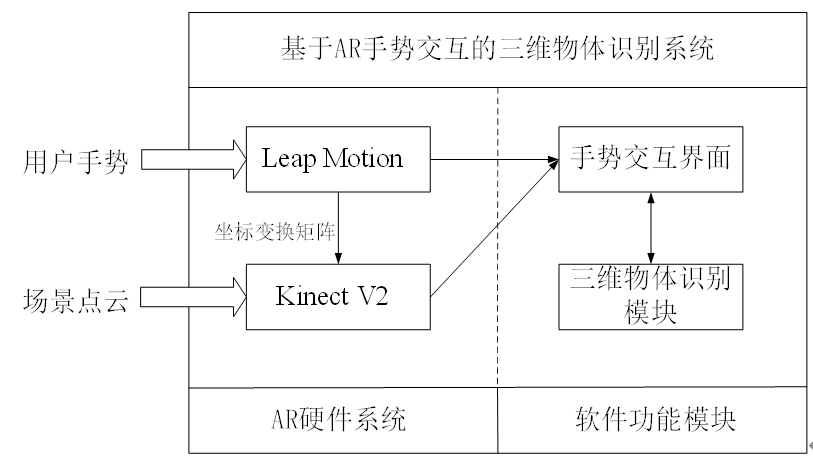 基于AR手势交互的三维物体识别系统
用户手势
Leap Motion
手势交互界面
坐标变换矩阵
场景点云
Kinect V2
三维物体识别
模块
AR硬件系统
软件功能模块